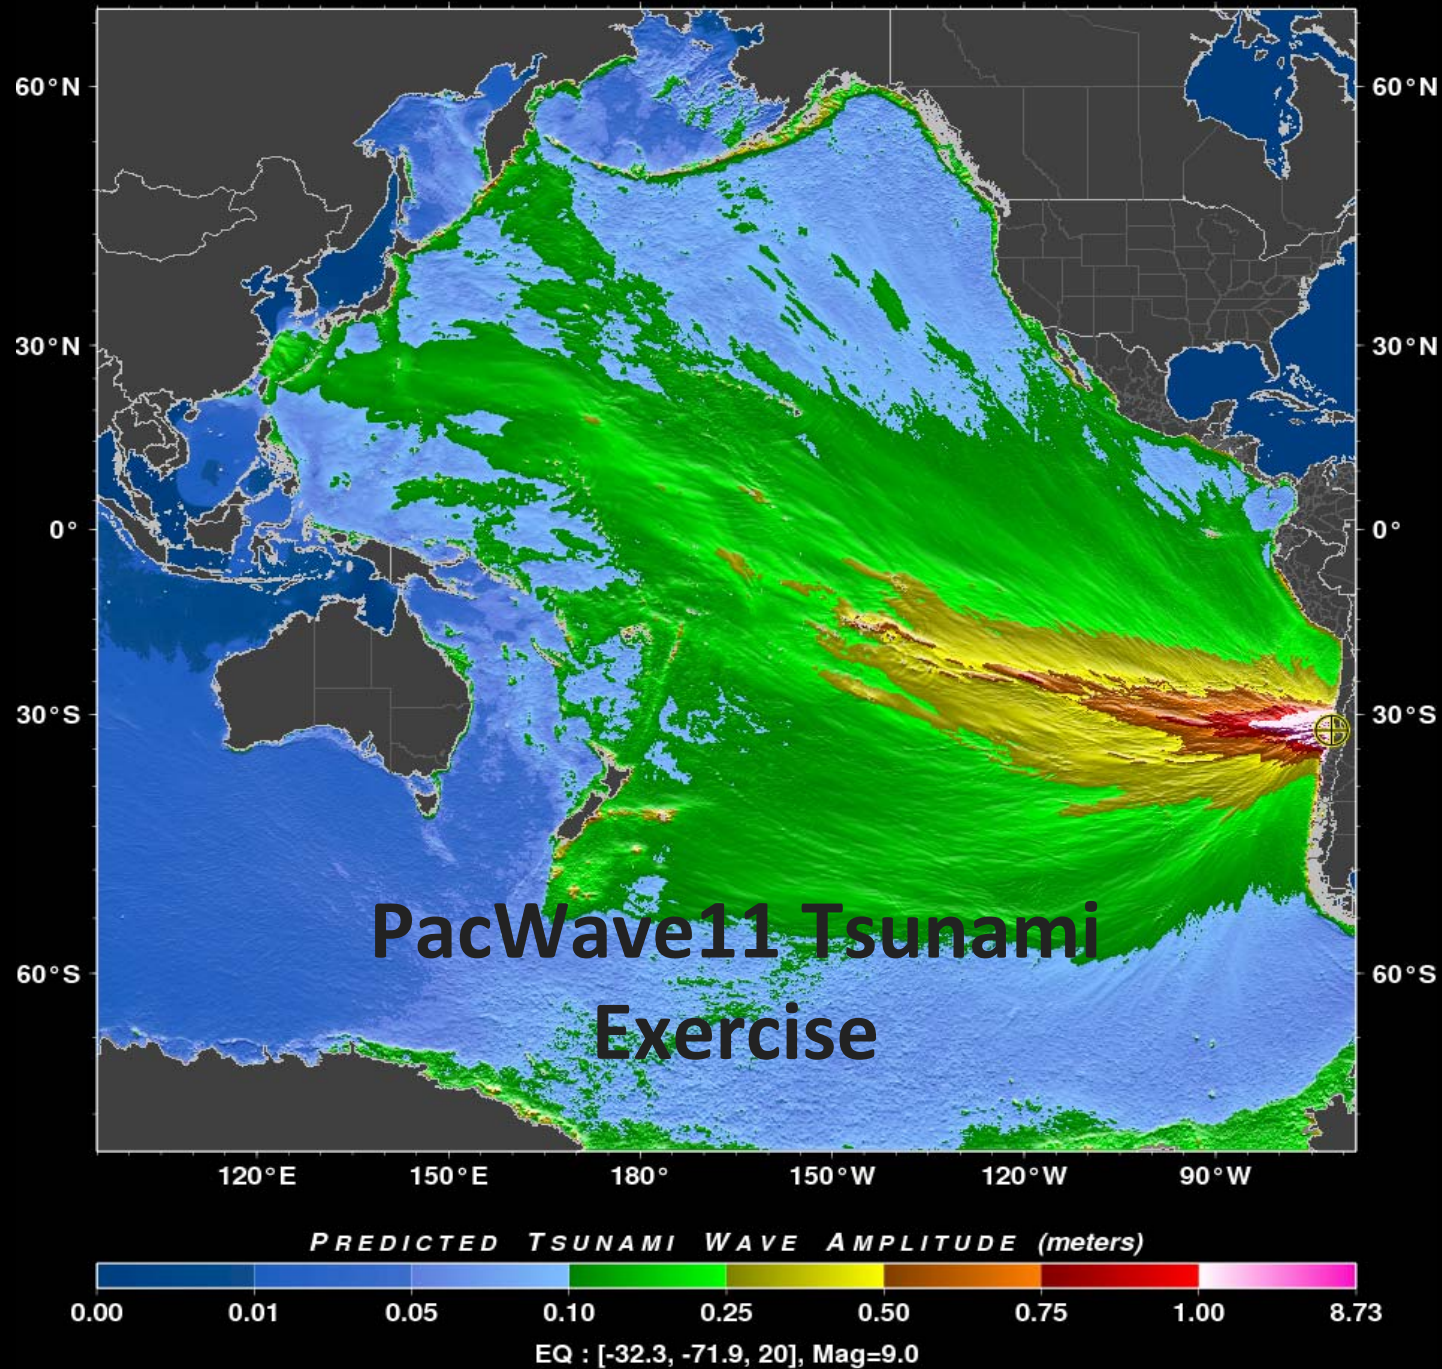 60°N 60°N
30°N 30°N
0° 0°
30°S 30°S
PacWave11 Tsunami
60°S 60°S
Exercise
120°E 150°E 180° 150°W 120°W 90°W
PREDICTED TSUNAMI WAVE AMPLITUDE (meters)
0.00 0.01 0.05 0.10 0.25 0.50 0.75 1.00 8.73
EQ : [-32.3, -71.9, 20], Mag=9.0